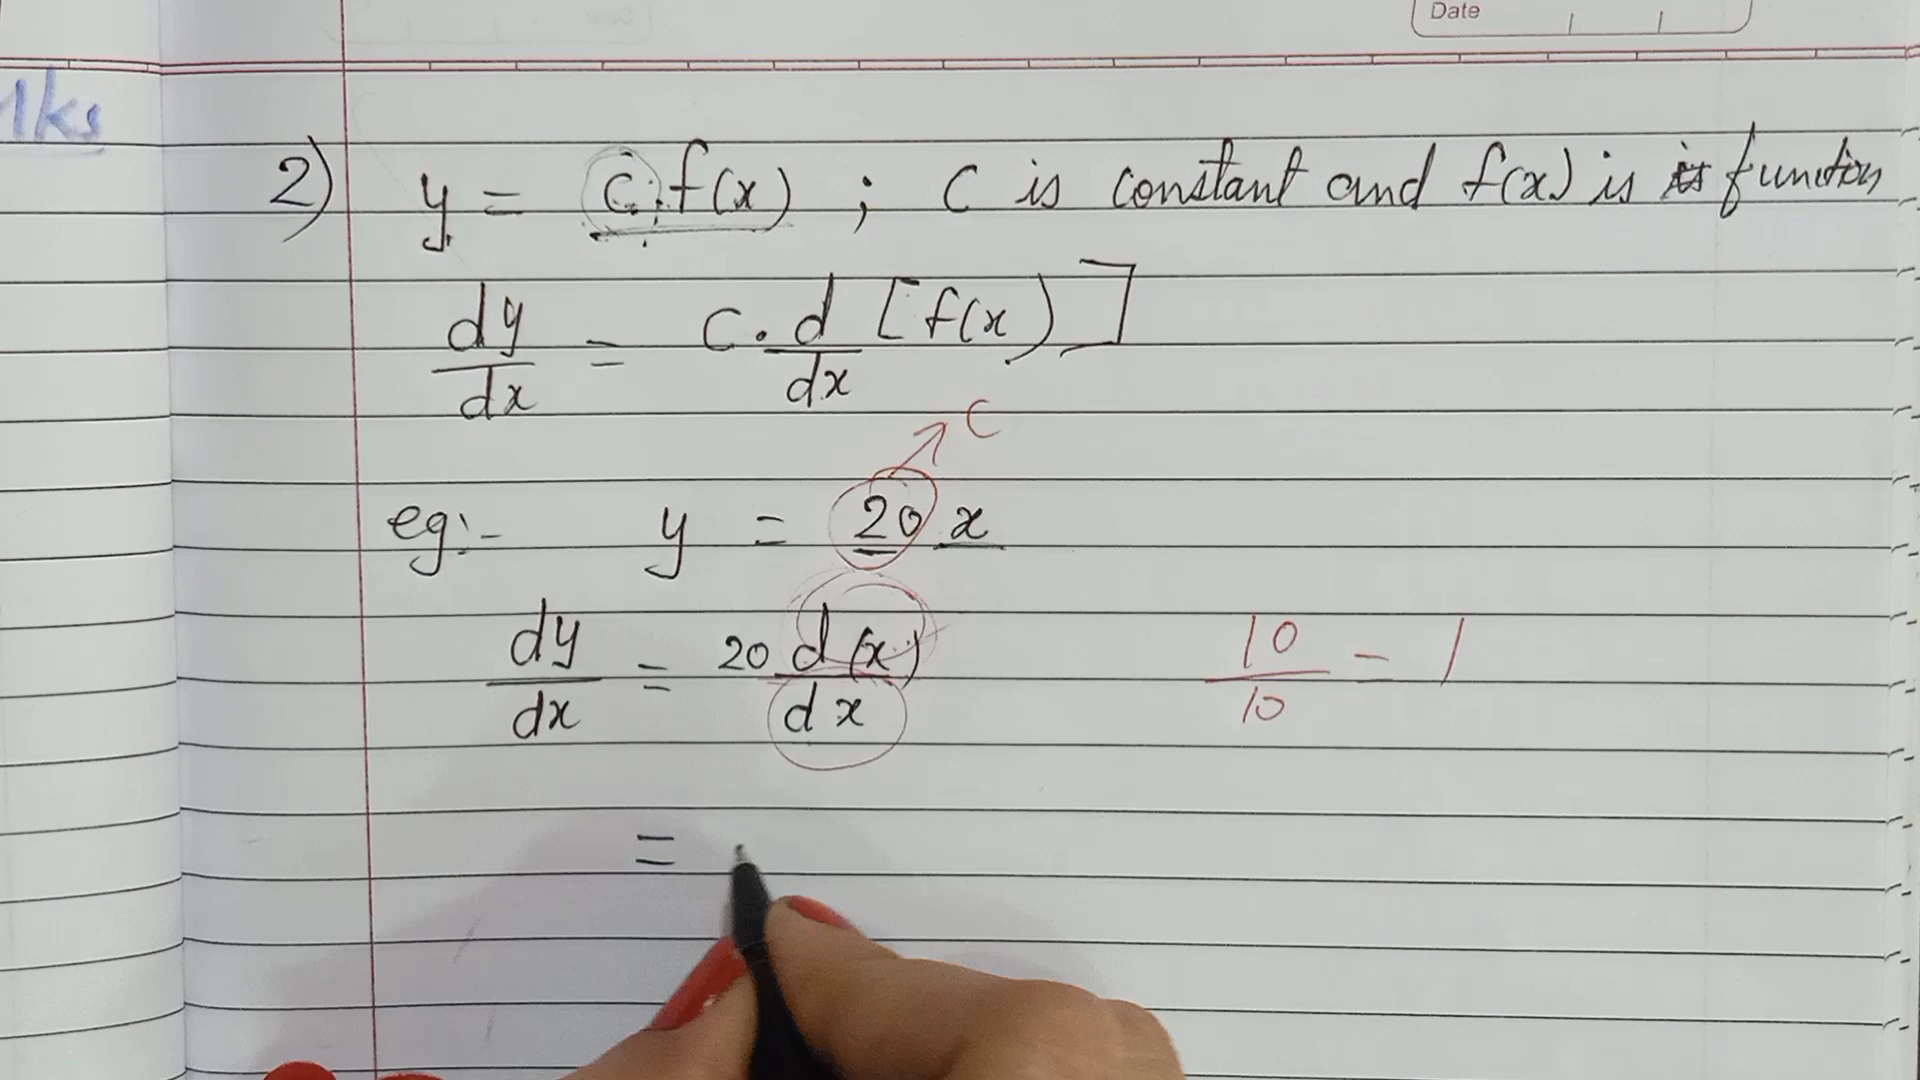 Date
Mks
2) y = c.f(x) ; C is constant and f(x) is function
dy/dx = C. d/dx [f(x)]
C
eg:- y = 20 x
dy/dx = 20 d(x)/dx
10/10 = 1
=